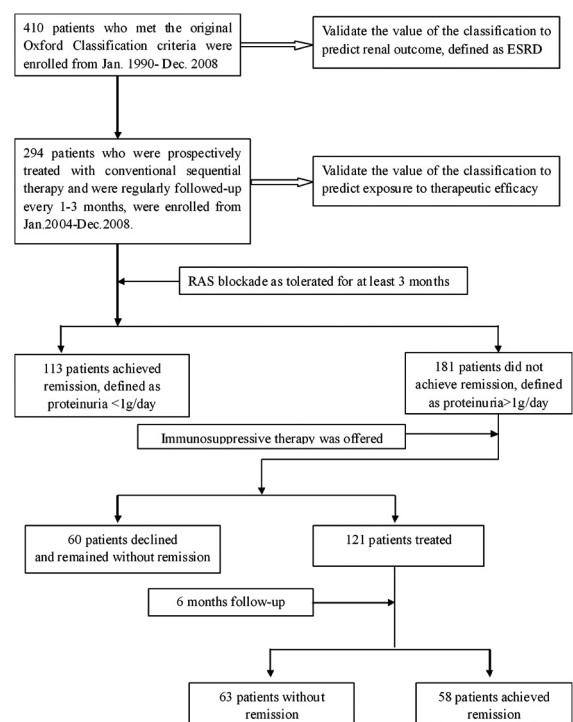 410 patients who met the original
Oxford Classification criteria were
enrolled from Jan. 1990- Dec. 2008
Validate the value of the classification to
predict renal outcome, defined as ESRD
294 patients who were prospectively
treated with conventional sequential
therapy and were regularly followed-up
every 1-3 months, were enrolled from
Jan.2004-Dec.2008.
Validate the value of the classification to
predict exposure to therapeutic efficacy
RAS blockade as tolerated for at least 3 months
113 patients achieved
remission, defined as
proteinuria <1g/day
181 patients did not
achieve remission, defined
as proteinuria>1g/day
Immunosuppressive therapy was offered
60 patients declined
and remained without remission
121 patients treated
6 months follow-up
63 patients without
remission
58 patients achieved
remission